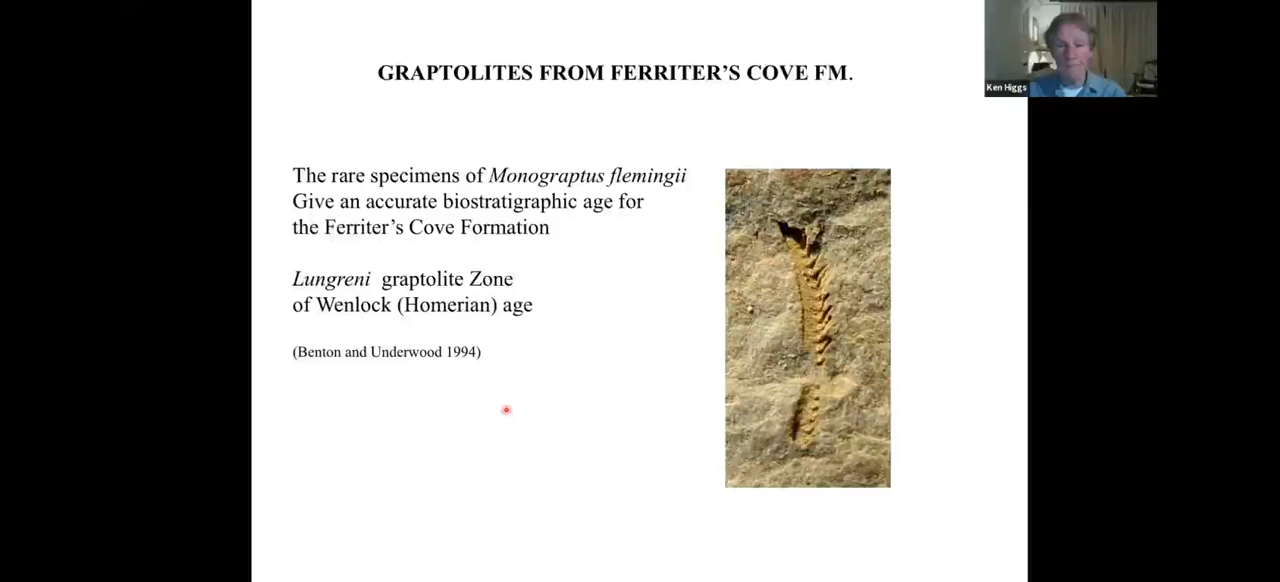 GRAPTOLITES FROM FERRITER’S COVE FM.
Ken Higgs
The rare specimens of Monograptus flemingii
Give an accurate biostratigraphic age for
the Ferriter’s Cove Formation
Lungreni graptolite Zone
of Wenlock (Homerian) age
(Benton and Underwood 1994)